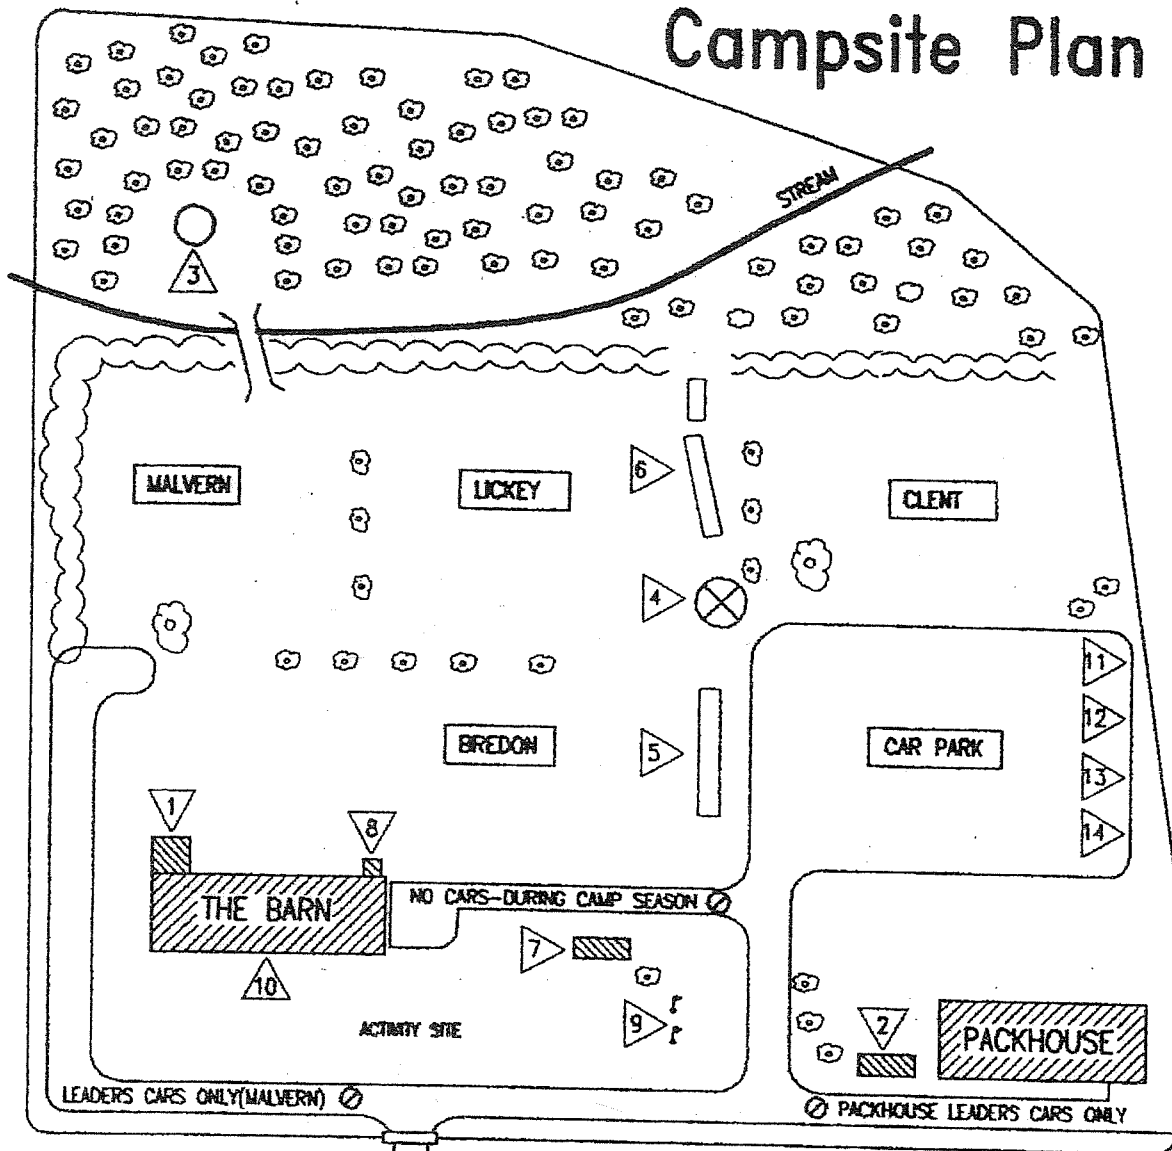 Campsite Plan
STREAM
3
MALVERN
LICKEY
6
CLENT
4
11
BREDON
5
CAR PARK
12
13
14
1
8
THE BARN
NO CARS-DURING CAMP SEASON
7
10
ACTIVITY SITE
9
2
PACKHOUSE
LEADERS CARS ONLY(MALVERN)
PACKHOUSE LEADERS CARS ONLY